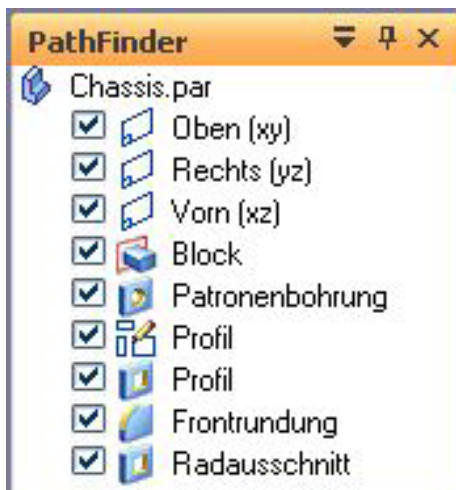 PathFinder
Chassis.par
Oben (xy)
Rechts (yz)
Vorn (xz)
Block
Patronenbohrung
Profil
Profil
Frontrundung
Radausschnitt